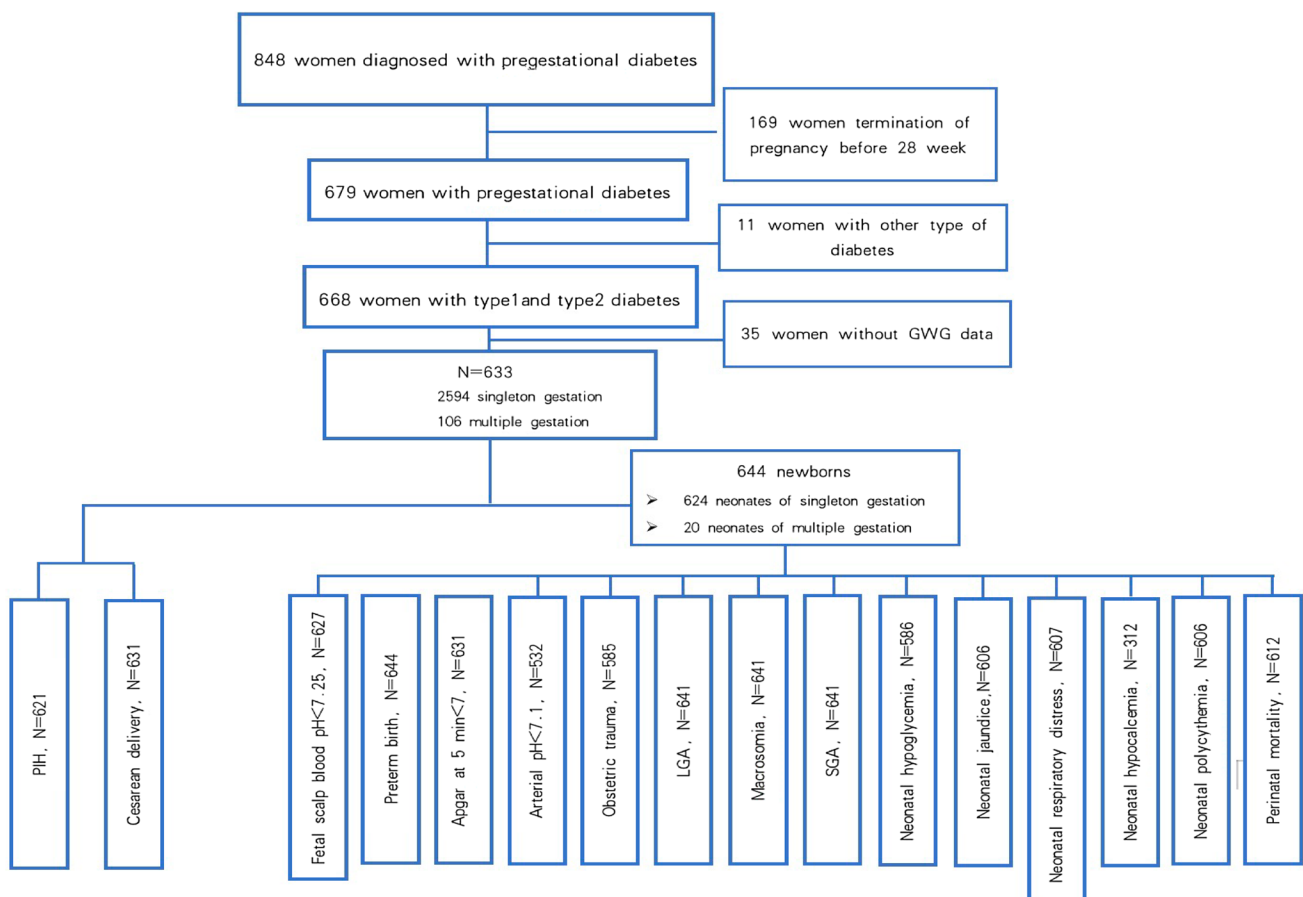 848 women diagnosed with pregestational diabetes
169 women termination of
pregnancy before 28 week
679 women with pregestational diabetes
11 women with other type of
diabetes
668 women with type1and type2 diabetes
35 women without GWG data
N=633
2594 singleton gestation
106 multiple gestation
644 newborns
➢ 624 neonates of singleton gestation
➢ 20 neonates of multiple gestation
PIH, N=621
Cesarean delivery, N=631
Fetal scalp blood pH<7.25, N=627
Preterm birth, N=644
Apgar at 5 min<7, N=631
Arterial pH<7.1, N=532
Obstetric trauma, N=585
LGA, N=641
Macrosomia, N=641
SGA, N=641
Neonatal hypoglycemia, N=586
Neonatal jaundice,N=606
Neonatal respiratory distress, N=607
Neonatal hypocalcemia, N=312
Neonatal polycythemia, N=606
Perinatal mortality, N=612